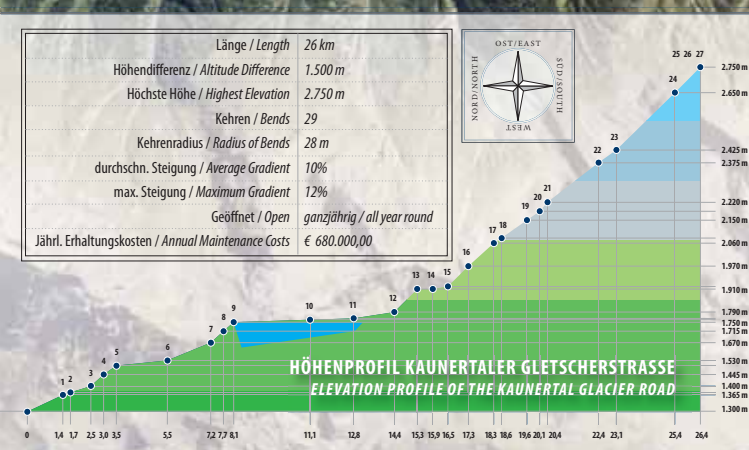 Länge / Length 26 km
Höhendifferenz / Altitude Difference 1.500 m
Höchste Höhe / Highest Elevation 2.750 m
Kehren / Bends 29
Kehrenradius / Radius of Bends 28 m
durchschn. Steigung / Average Gradient 10%
max. Steigung / Maximum Gradient 12%
Geöffnet / Open ganzjährig / all year round
Jährl. Erhaltungskosten / Annual Maintenance Costs € 680.000,00
OST/EAST
NORD/NORTH
SÜD/SOUTH
WEST
25 26 27
24
23
22
21
20
19
18
17
16
13 14 15
12
11
10
9
8
7
6
5
4
3
2
1
2.750 m
2.650 m
2.425 m
2.375 m
2.220 m
2.150 m
2.060 m
1.970 m
1.910 m
1.790 m
1.750 m
1.715 m
1.670 m
1.530 m
1.445 m
1.400 m
1.365 m
1.300 m
HÖHENPROFIL KAUNERTALER GLETSCHERSTRASSE
ELEVATION PROFILE OF THE KAUNERTAL GLACIER ROAD
0 1,4 1,7 2,5 3,0 3,5 5,5 7,2 7,7 8,1 11,1 12,8 14,4 15,3 15,9 16,5 17,3 18,3 18,6 19,6 20,1 20,4 22,4 23,1 25,4 26,4